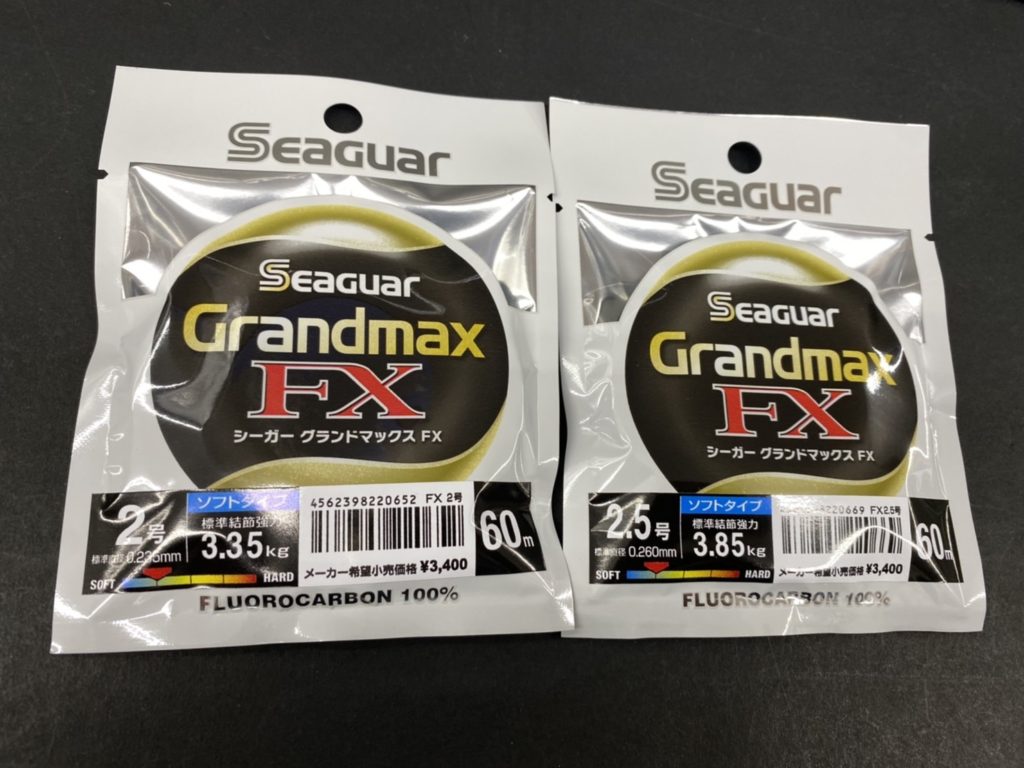 Seaguar
Seaguar
Grandmax
FX
シーガー グランドマックス FX
2号
標準直径 0.235mm
ソフトタイプ
標準結節強力
3.35kg
4562398220652 FX 2号
メーカー希望小売価格 ¥3,400
60m
SOFT HARD
FLUOROCARBON 100%
Seaguar
Seaguar
Grandmax
FX
シーガー グランドマックス FX
2.5号
標準直径 0.260mm
ソフトタイプ
標準結節強力
3.85kg
FX2.5号
メーカー希望小売価格 ¥3,400
60m
SOFT HARD
FLUOROCARBON 100%